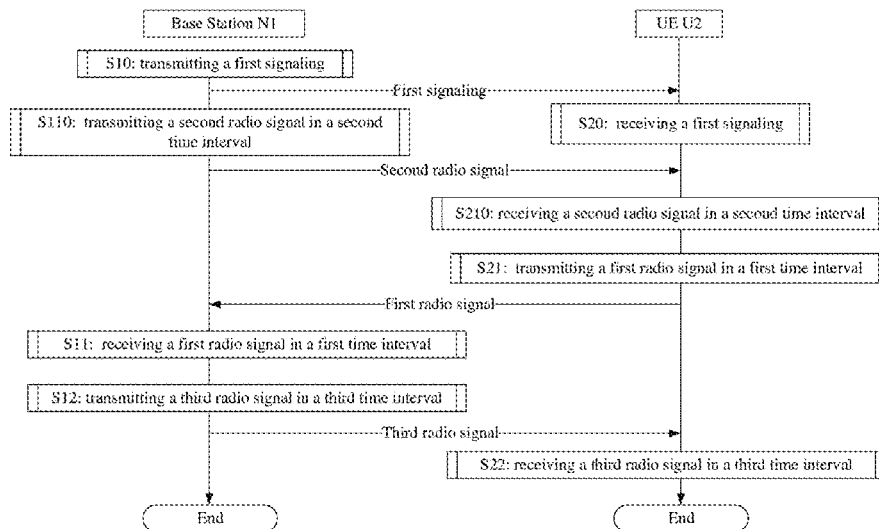 Base Station N1
UE U2
S10: transmitting a first signaling
First signaling
S110: transmitting a second radio signal in a second
time interval
S20: receiving a first signaling
Second radio signal
S210: receiving a second radio signal in a second time interval
S21: transmitting a first radio signal in a first time interval
First radio signal
S11: receiving a first radio signal in a first time interval
S12: transmitting a third radio signal in a third time interval
Third radio signal
S22: receiving a third radio signal in a third time interval
End
End